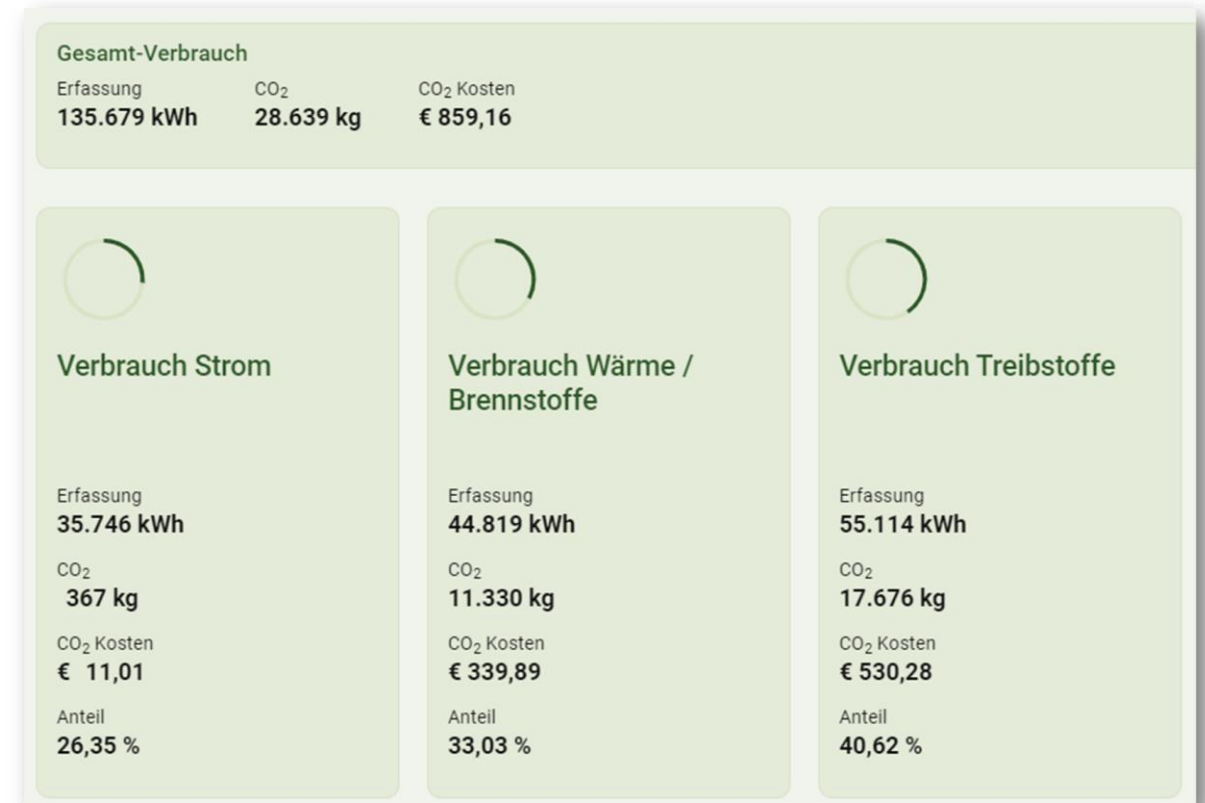 Gesamt-Verbrauch
Erfassung CO₂ CO₂ Kosten
135.679 kWh 28.639 kg € 859,16
Verbrauch Strom
Erfassung
35.746 kWh
CO₂
367 kg
CO₂ Kosten
€ 11,01
Anteil
26,35 %
Verbrauch Wärme /
Brennstoffe
Erfassung
44.819 kWh
CO₂
11.330 kg
CO₂ Kosten
€ 339,89
Anteil
33,03 %
Verbrauch Treibstoffe
Erfassung
55.114 kWh
CO₂
17.676 kg
CO₂ Kosten
€ 530,28
Anteil
40,62 %